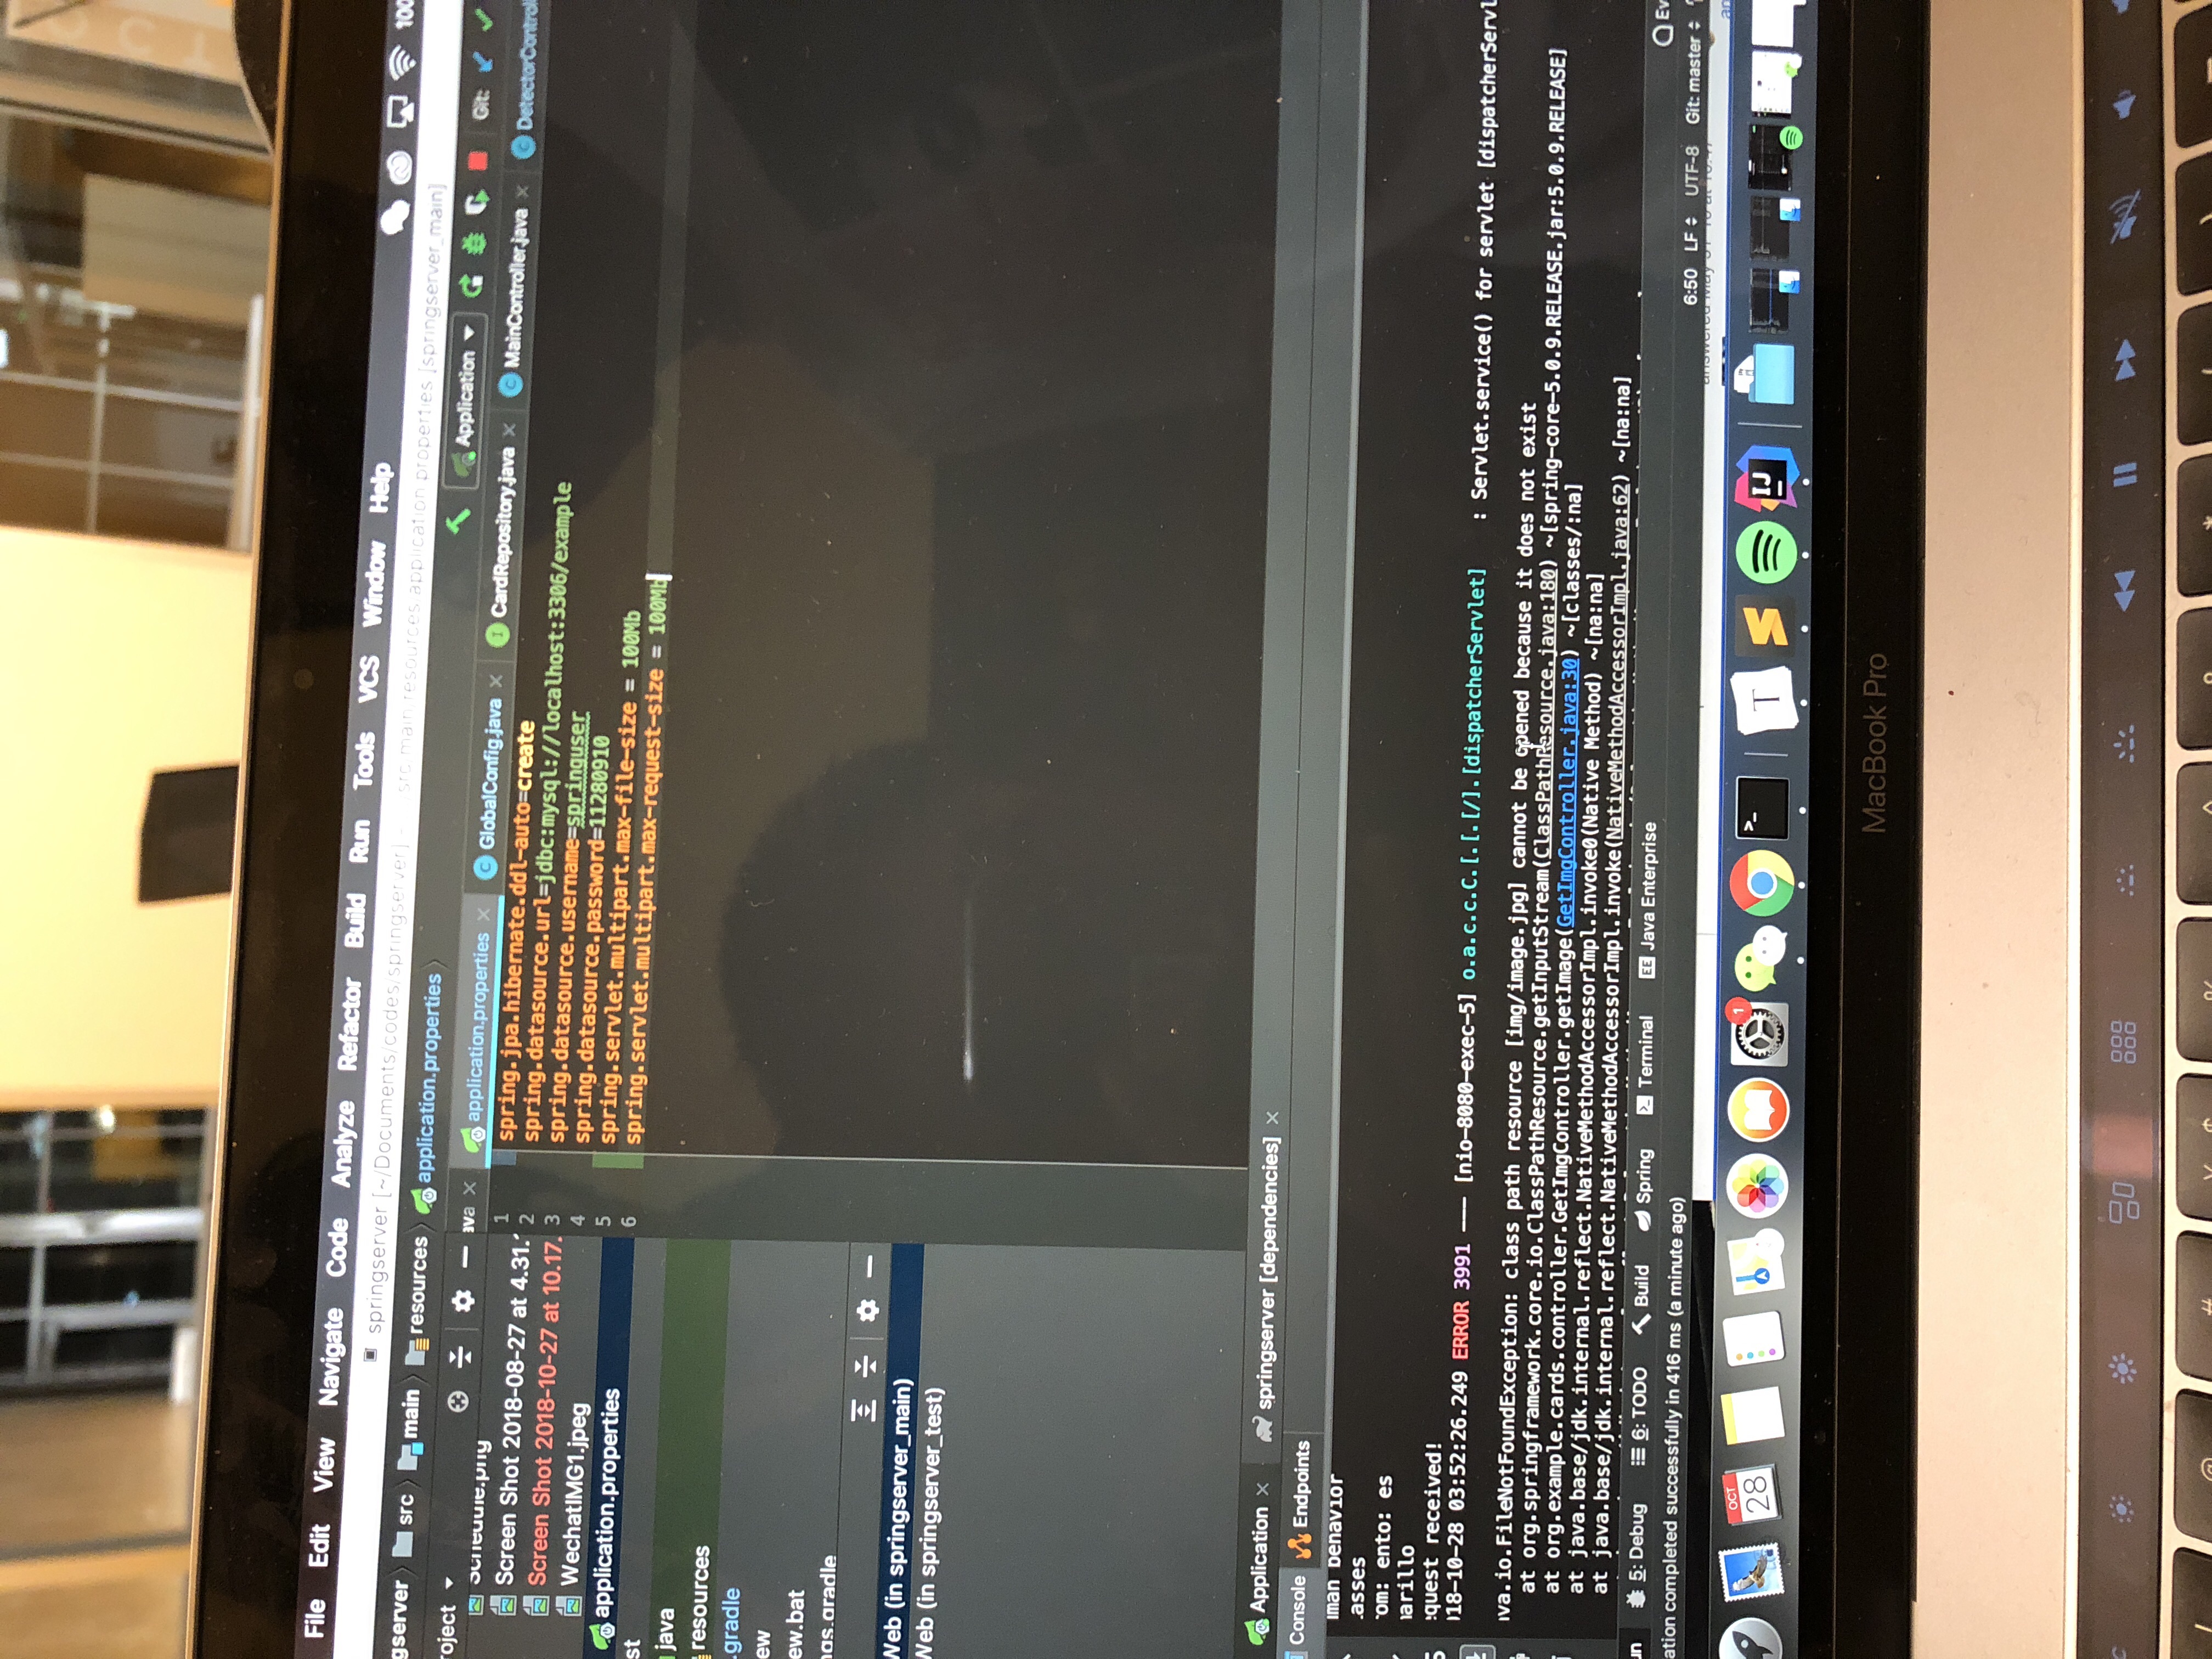 File Edit View Navigate Code Analyze Refactor Build Run Tools VCS Window Help
100
springserver [~/Documents/codes/springserver] - .../src/main/resources/application.properties [springserver_main]
gserver src main resources application.properties
Application Git:
roject
ava application.properties GlobalConfig.java CardRepository.java MainController.java DetectorControl
Schedule.png
Screen Shot 2018-08-27 at 4.31.
Screen Shot 2018-10-27 at 10.17.
WechatIMG1.jpeg
application.properties
st
java
resources
.gradle
ew
ew.bat
ngs.gradle
Web (in springserver_main)
Web (in springserver_test)
1 spring.jpa.hibernate.ddl-auto=create
2 spring.datasource.url=jdbc:mysql://localhost:3306/example
3 spring.datasource.username=springuser
4 spring.datasource.password=11280910
5 spring.servlet.multipart.max-file-size = 100Mb
6 spring.servlet.multipart.max-request-size = 100Mb
Application springserver [dependencies]
Console Endpoints
man behavior
asses
om: ento: es
arillo
quest received!
18-10-28 03:52:26.249 ERROR 3991 --- [nio-8080-exec-5] o.a.c.c.C.[.[.[/].[dispatcherServlet] : Servlet.service() for servlet [dispatcherServl
va.io.FileNotFoundException: class path resource [img/image.jpg] cannot be opened because it does not exist
at org.springframework.core.io.ClassPathResource.getInputStream(ClassPathResource.java:180) ~[spring-core-5.0.9.RELEASE.jar:5.0.9.RELEASE]
at org.example.cards.controller.GetImgController.getImage(GetImgController.java:30) ~[classes/:na]
at java.base/jdk.internal.reflect.NativeMethodAccessorImpl.invoke0(Native Method) ~[na:na]
at java.base/jdk.internal.reflect.NativeMethodAccessorImpl.invoke(NativeMethodAccessorImpl.java:62) ~[na:na]
un 5: Debug 6: TODO Build Spring Terminal Java Enterprise Ev
ation completed successfully in 416 ms (a minute ago)
6:50 LF UTF-8 Git: master
OCT
28
1
T
IJ
MacBook Pro